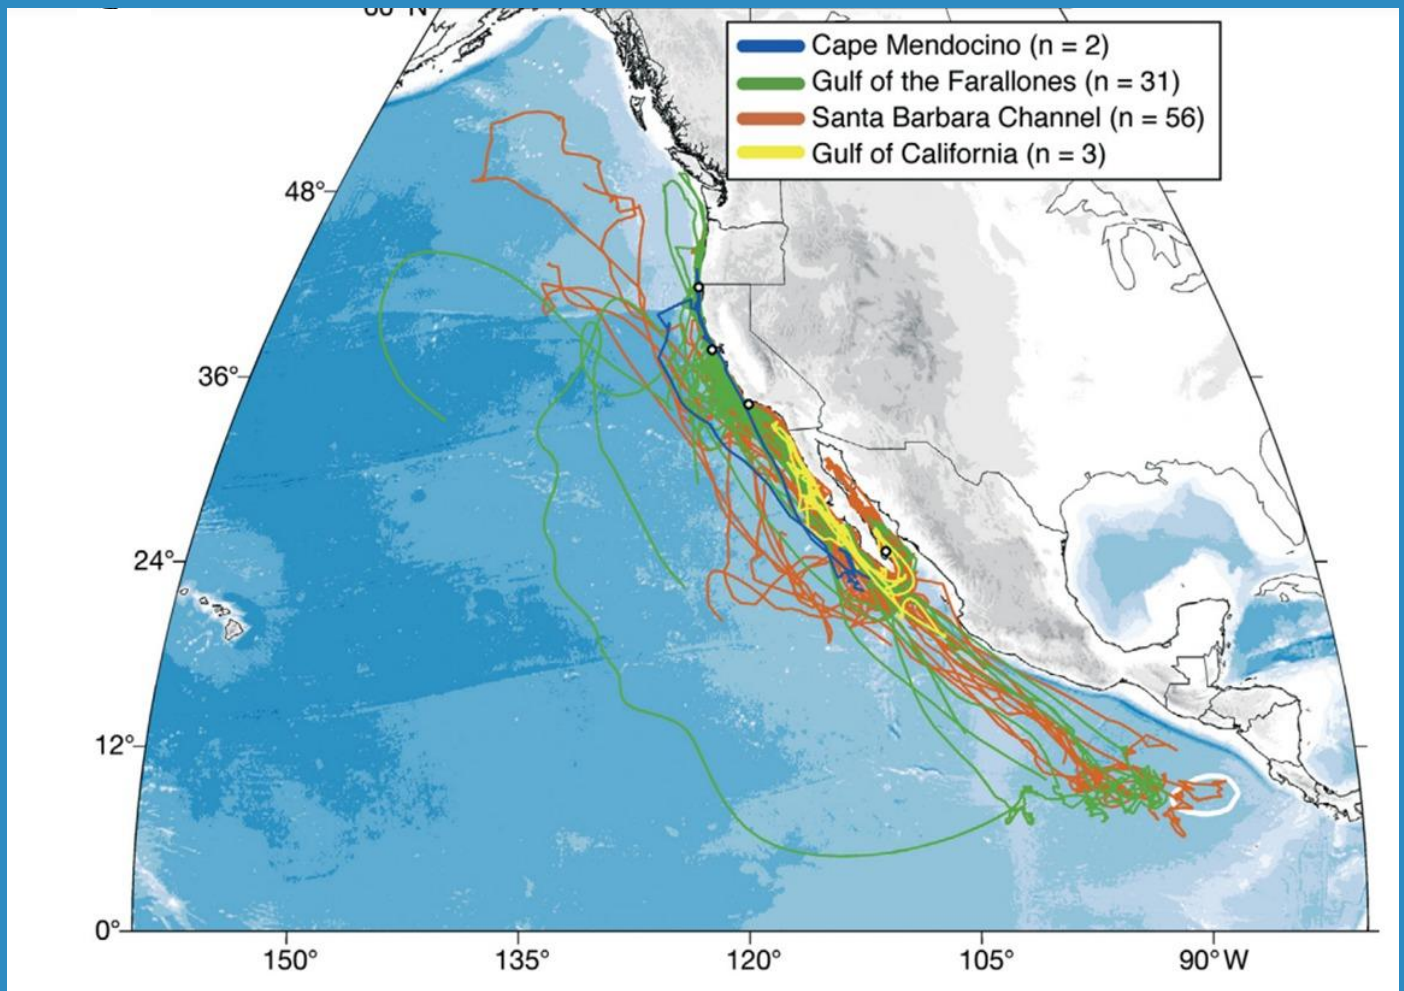 60°N
Cape Mendocino (n = 2)
Gulf of the Farallones (n = 31)
Santa Barbara Channel (n = 56)
Gulf of California (n = 3)
48°
36°
24°
12°
0°
150° 135° 120° 105° 90°W